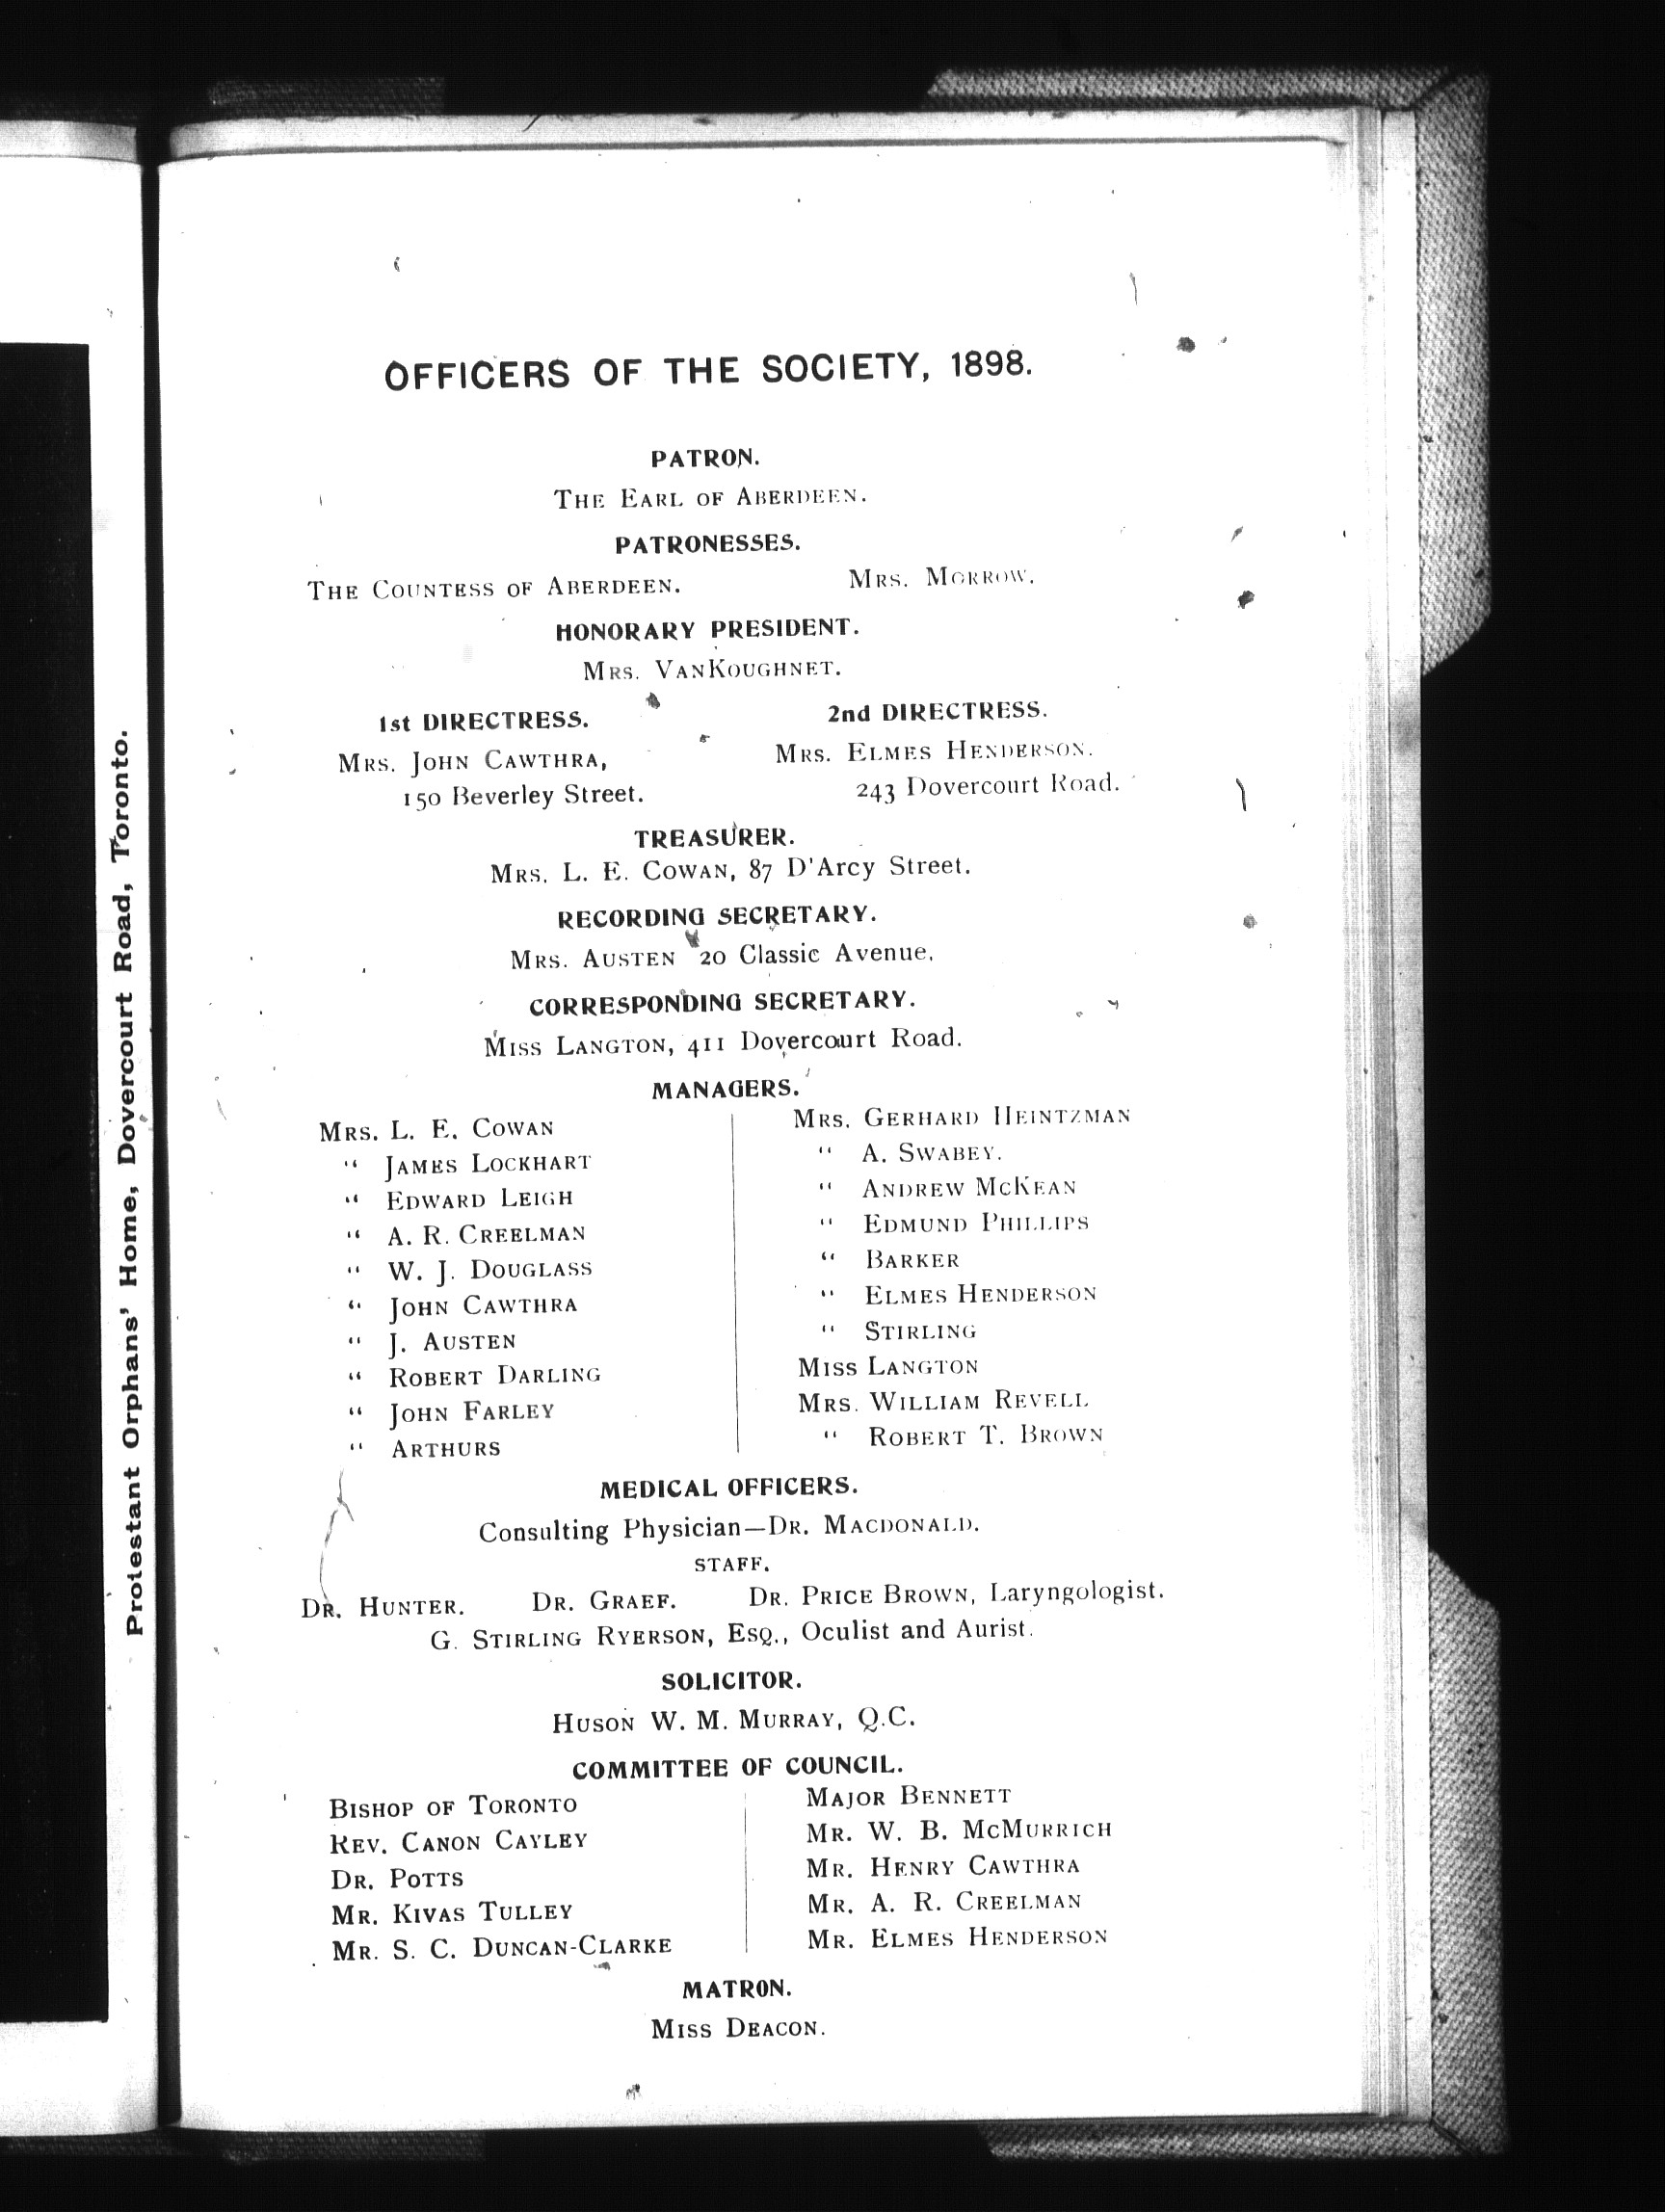 Protestant Orphans' Home, Dovercourt Road, Toronto.
OFFICERS OF THE SOCIETY, 1898.
PATRON.
THE EARL OF ABERDEEN.
PATRONESSES.
THE COUNTESS OF ABERDEEN. MRS. MORROW.
HONORARY PRESIDENT.
MRS. VANKOUGHNET.
1st DIRECTRESS.
MRS. JOHN CAWTHRA,
150 Beverley Street.
2nd DIRECTRESS.
MRS. ELMES HENDERSON.
243 Dovercourt Road.
TREASURER.
MRS. L. E. COWAN, 87 D'Arcy Street.
RECORDING SECRETARY.
MRS. AUSTEN 20 Classic Avenue.
CORRESPONDING SECRETARY.
MISS LANGTON, 411 Dovercourt Road.
MANAGERS.
MRS. L. E. COWAN
" JAMES LOCKHART
" EDWARD LEIGH
" A. R. CREELMAN
" W. J. DOUGLASS
" JOHN CAWTHRA
" J. AUSTEN
" ROBERT DARLING
" JOHN FARLEY
" ARTHURS
MRS. GERHARD HEINTZMAN
" A. SWABEY.
" ANDREW MCKEAN
" EDMUND PHILLIPS
" BARKER
" ELMES HENDERSON
" STIRLING
MISS LANGTON
MRS. WILLIAM REVELL
" ROBERT T. BROWN
MEDICAL OFFICERS.
Consulting Physician—DR. MACDONALD.
STAFF.
DR. HUNTER. DR. GRAEF. DR. PRICE BROWN, Laryngologist.
G. STIRLING RYERSON, ESQ., Oculist and Aurist.
SOLICITOR.
HUSON W. M. MURRAY, Q.C.
COMMITTEE OF COUNCIL.
BISHOP OF TORONTO
REV. CANON CAYLEY
DR. POTTS
MR. KIVAS TULLEY
MR. S. C. DUNCAN-CLARKE
MAJOR BENNETT
MR. W. B. MCMURRICH
MR. HENRY CAWTHRA
MR. A. R. CREELMAN
MR. ELMES HENDERSON
MATRON.
MISS DEACON.